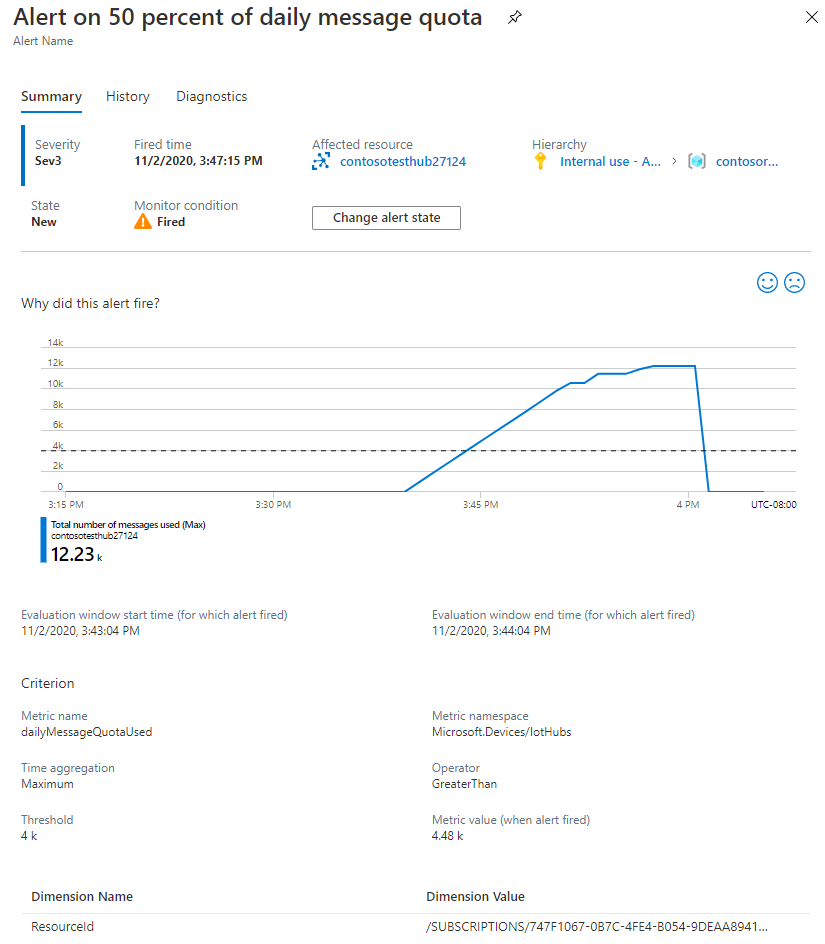 Alert on 50 percent of daily message quota
Alert Name
Summary History Diagnostics
Severity Fired time Affected resource Hierarchy
Sev3 11/2/2020, 3:47:15 PM contosotesthub27124 Internal use - A... > contosor...
State Monitor condition
New Fired Change alert state
Why did this alert fire?
14k
12k
10k
8k
6k
4k
2k
0
3:15 PM 3:30 PM 3:45 PM 4 PM UTC-08:00
Total number of messages used (Max)
contosotesthub27124
12.23 k
Evaluation window start time (for which alert fired) Evaluation window end time (for which alert fired)
11/2/2020, 3:43:04 PM 11/2/2020, 3:44:04 PM
Criterion
Metric name Metric namespace
dailyMessageQuotaUsed Microsoft.Devices/IotHubs
Time aggregation Operator
Maximum GreaterThan
Threshold Metric value (when alert fired)
4 k 4.48 k
Dimension Name Dimension Value
ResourceId /SUBSCRIPTIONS/747F1067-0B7C-4FE4-B054-9DEAA8941...